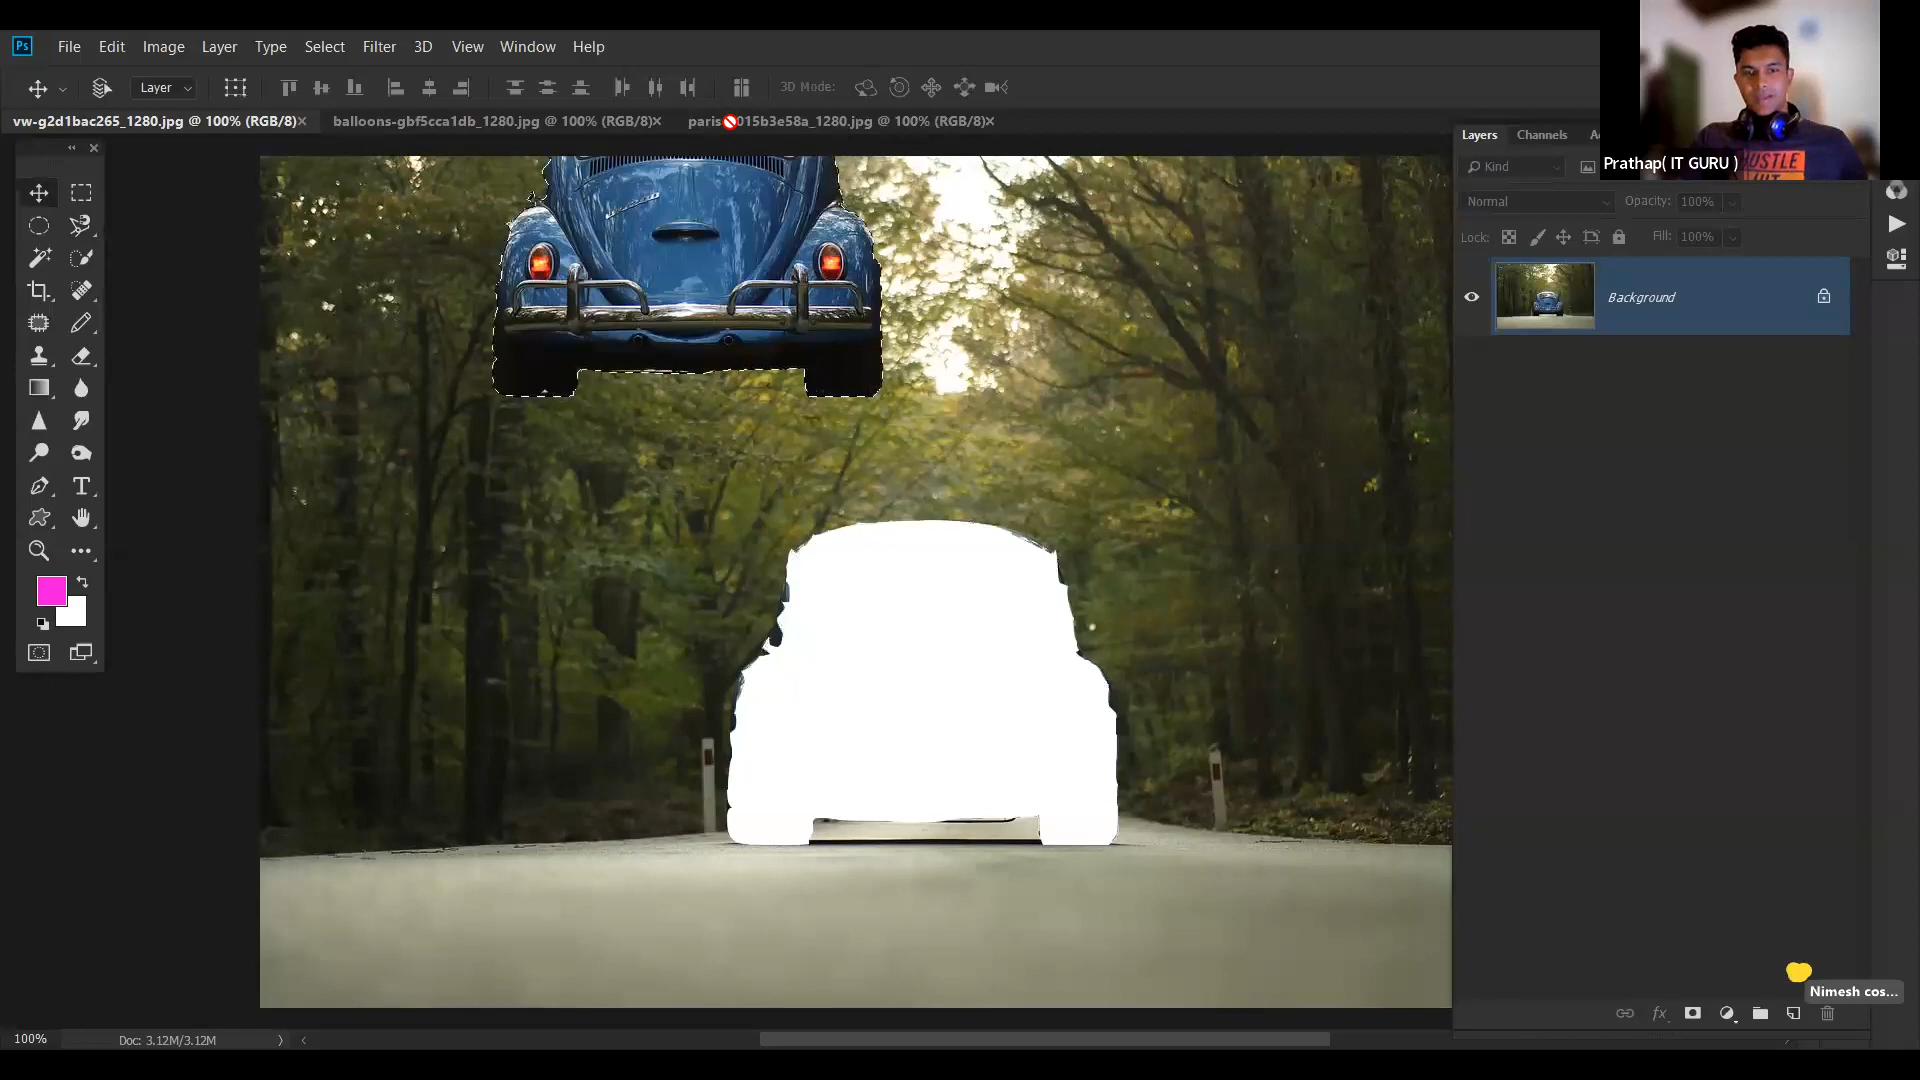 Ps File Edit Image Layer Type Select Filter 3D View Window Help
Layer 3D Mode:
vw-g2d1bac265_1280.jpg @ 100% (RGB/8) balloons-gbf5cca1db_1280.jpg @ 100% (RGB/8) paris 015b3e58a_1280.jpg @ 100% (RGB/8)
Layers Channels
Kind
Prathap( IT GURU )
Normal Opacity: 100%
Lock: Fill: 100%
Background
T
Nimesh cos...
fx
100% Doc: 3.12M/3.12M